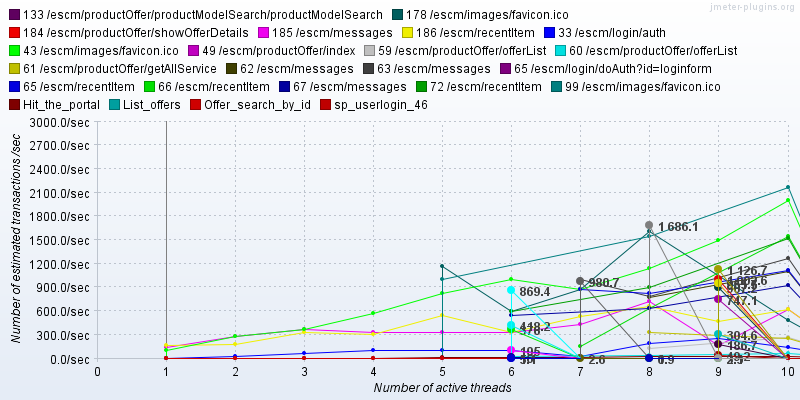 jmeter-plugins.org
133 /escm/productOffer/productModelSearch/productModelSearch 178 /escm/images/favicon.ico
184 /escm/productOffer/showOfferDetails 185 /escm/messages 186 /escm/recentItem 33 /escm/login/auth
43 /escm/images/favicon.ico 49 /escm/productOffer/index 59 /escm/productOffer/offerList 60 /escm/productOffer/offerList
61 /escm/productOffer/getAllService 62 /escm/messages 63 /escm/messages 65 /escm/login/doAuth?id=loginform
65 /escm/recentItem 66 /escm/recentItem 67 /escm/messages 72 /escm/recentItem 99 /escm/images/favicon.ico
Hit_the_portal List_offers Offer_search_by_id sp_userlogin_46
Number of estimated transactions /sec
3000.0/sec
2700.0/sec
2400.0/sec
2100.0/sec
1800.0/sec
1500.0/sec
1200.0/sec
900.0/sec
600.0/sec
300.0/sec
0.0/sec
1 686.1
1 126.7
980.7
869.4
747.1
418.2
304.6
186.7
105
2.6
0 1 2 3 4 5 6 7 8 9 10
Number of active threads